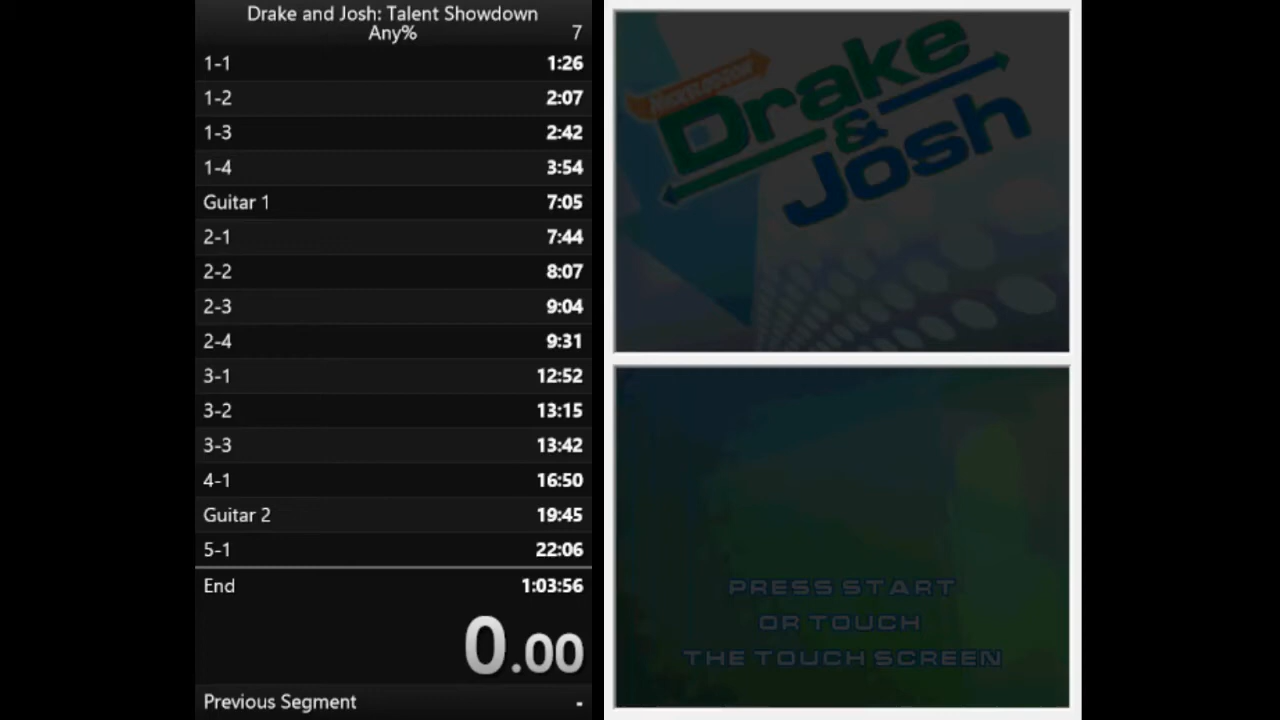 Drake and Josh: Talent Showdown
Any% 7
1-1 1:26
1-2 2:07
1-3 2:42
1-4 3:54
Guitar 1 7:05
2-1 7:44
2-2 8:07
2-3 9:04
2-4 9:31
3-1 12:52
3-2 13:15
3-3 13:42
4-1 16:50
Guitar 2 19:45
5-1 22:06
End 1:03:56
0.00
Previous Segment -
NICKELODEON
Drake
&
Josh
PRESS START
OR TOUCH
THE TOUCH SCREEN